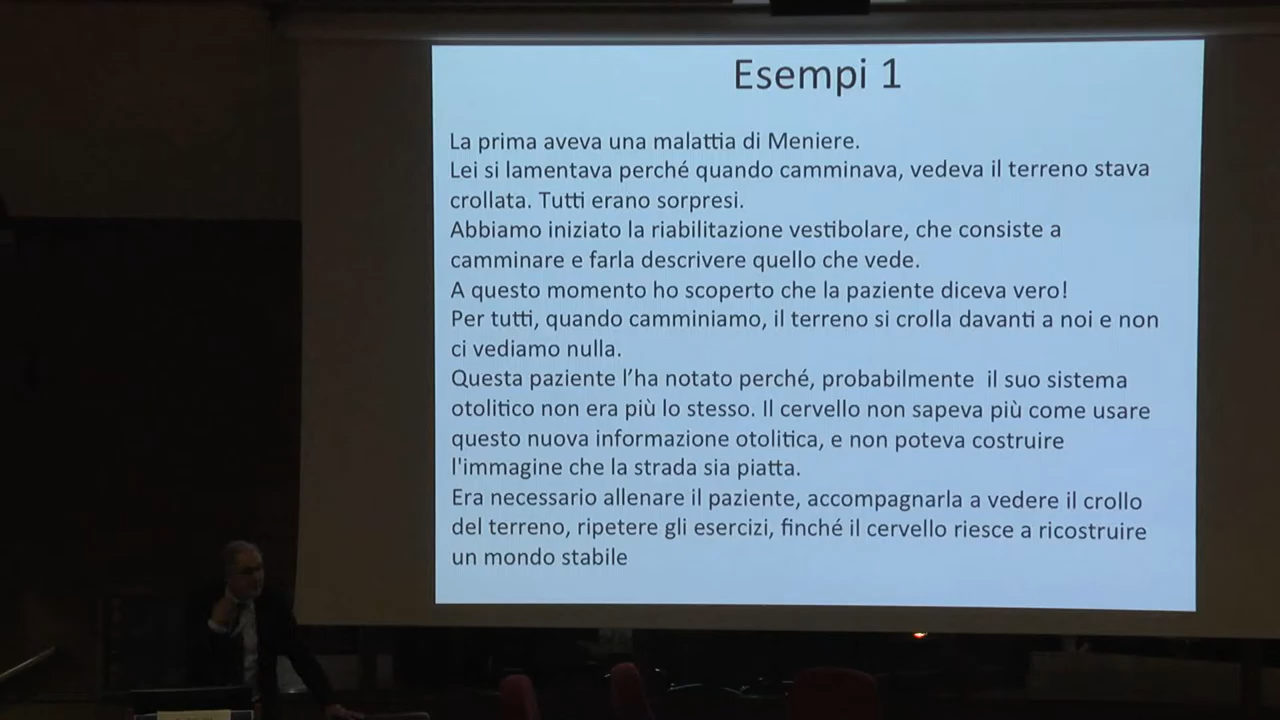 Esempi 1
La prima aveva una malattia di Meniere.
Lei si lamentava perché quando camminava, vedeva il terreno stava
crollata. Tutti erano sorpresi.
Abbiamo iniziato la riabilitazione vestibolare, che consiste a
camminare e farla descrivere quello che vede.
A questo momento ho scoperto che la paziente diceva vero!
Per tutti, quando camminiamo, il terreno si crolla davanti a noi e non
ci vediamo nulla.
Questa paziente l’ha notato perché, probabilmente  il suo sistema
otolitico non era più lo stesso. Il cervello non sapeva più come usare
questo nuova informazione otolitica, e non poteva costruire
l'immagine che la strada sia piatta.
Era necessario allenare il paziente, accompagnarla a vedere il crollo
del terreno, ripetere gli esercizi, finché il cervello riesce a ricostruire
un mondo stabile